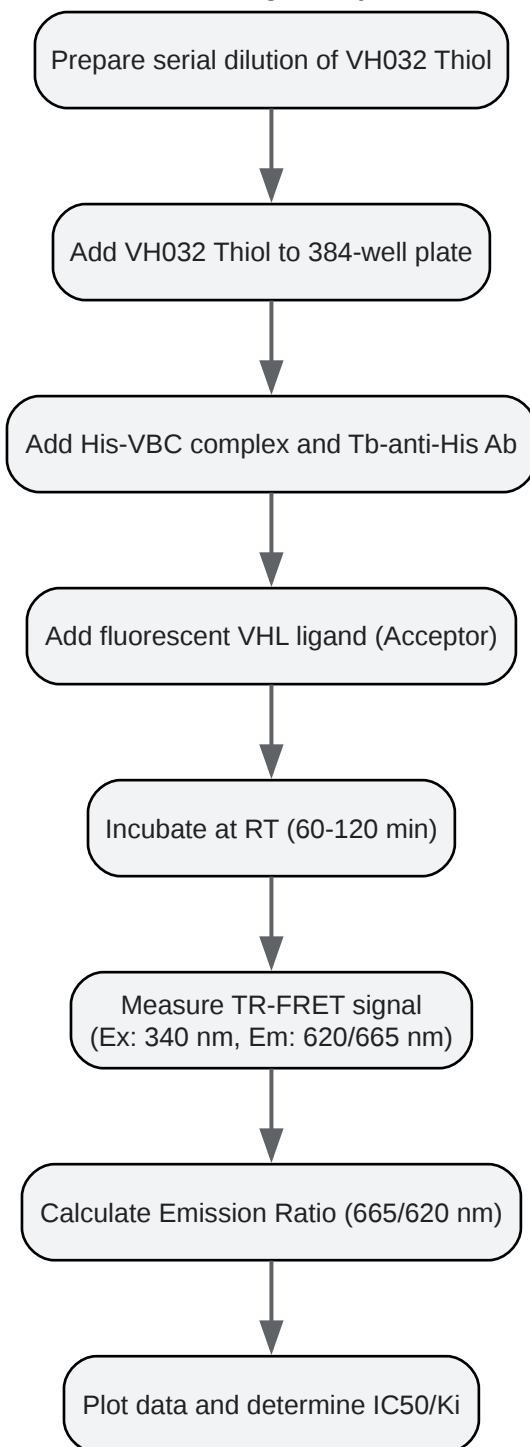 Prepare serial dilution of VH032 Thiol
Add VH032 Thiol to 384-well plate
Add His-VBC complex and Tb-anti-His Ab
Add fluorescent VHL ligand (Acceptor)
Incubate at RT (60-120 min)
Measure TR-FRET signal
(Ex: 340 nm, Em: 620/665 nm)
Calculate Emission Ratio (665/620 nm)
Plot data and determine IC50/Ki